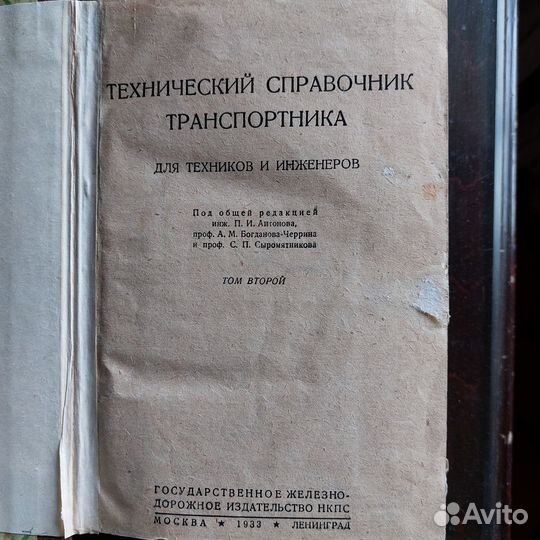 ТЕХНИЧЕСКИЙ СПРАВОЧНИК
ТРАНСПОРТНИКА
ДЛЯ ТЕХНИКОВ И ИНЖЕНЕРОВ
Под общей редакцией
инж. П. И. Антонова,
проф. А. М. Богданова-Черрина
и проф. С. П. Сыромятникова
ТОМ ВТОРОЙ
ГОСУДАРСТВЕННОЕ ЖЕЛЕЗНО-
ДОРОЖНОЕ ИЗДАТЕЛЬСТВО НКПС
МОСКВА ★ 1933 ★ ЛЕНИНГРАД
Avito